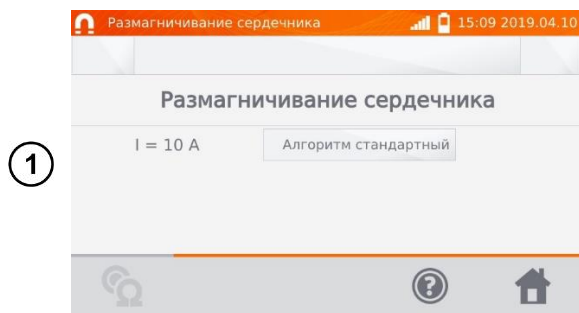 Размагничивание сердечника 15:09 2019.04.10
Размагничивание сердечника
1 I = 10 A Алгоритм стандартный
?